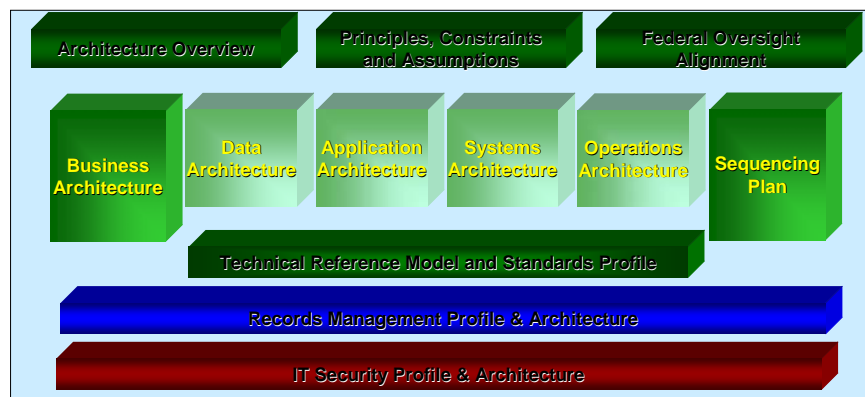 Architecture Overview
Principles, Constraints
and Assumptions
Federal Oversight
Alignment
Business
Architecture
Data
Architecture
Application
Architecture
Systems
Architecture
Operations
Architecture
Sequencing
Plan
Technical Reference Model and Standards Profile
Records Management Profile & Architecture
IT Security Profile & Architecture